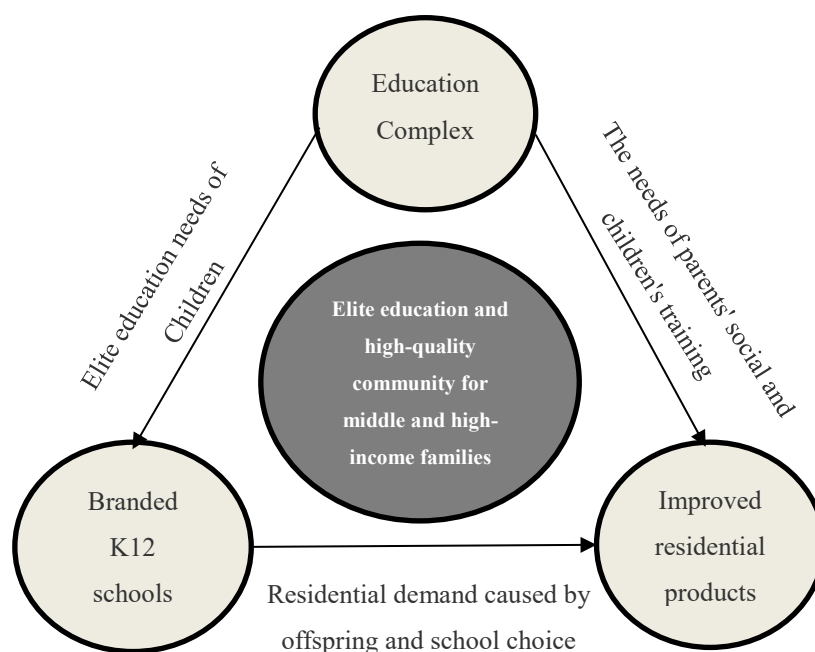 Education
Complex
Elite education needs of
Children
The needs of parents' social and
children's training
Elite education and
high-quality
community for
middle and high-
income families
Branded
K12
schools
Improved
residential
products
Residential demand caused by
offspring and school choice